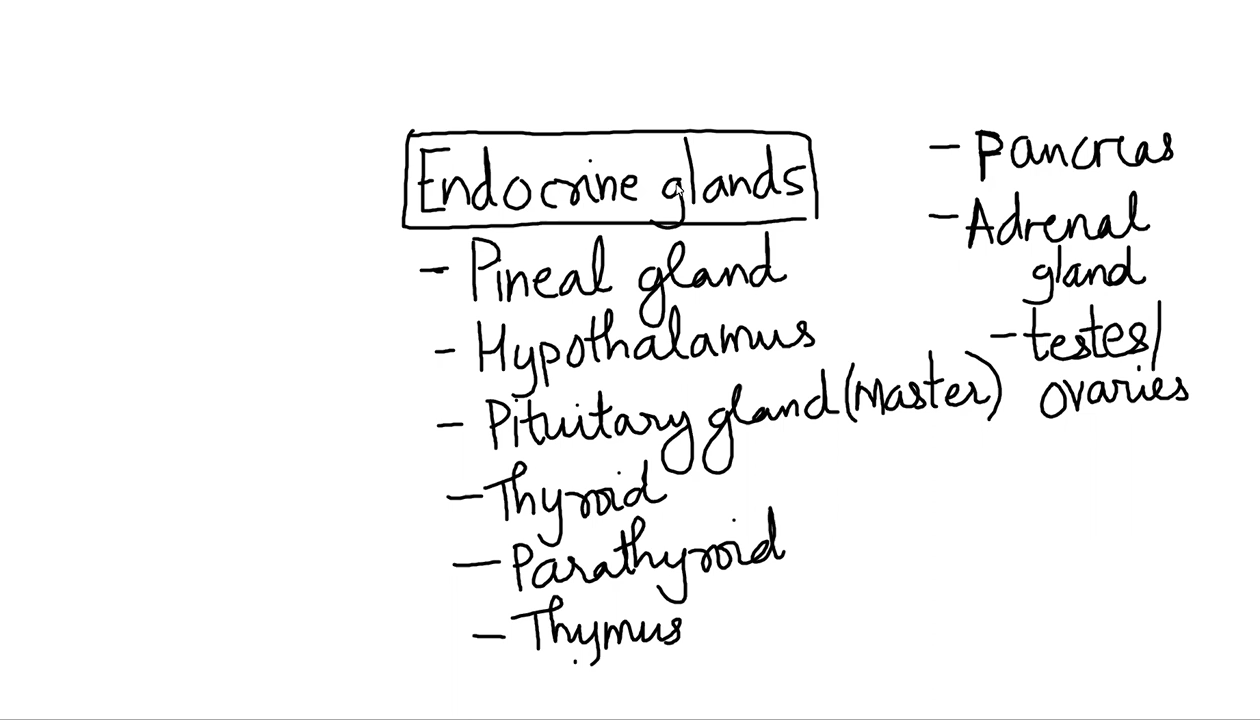 Endocrine glands
- Pineal gland
- Hypothalamus
- Pituitary gland (Master)
- Thyroid
- Parathyroid
- Thymus
- Pancreas
- Adrenal
gland
- testes/
ovaries